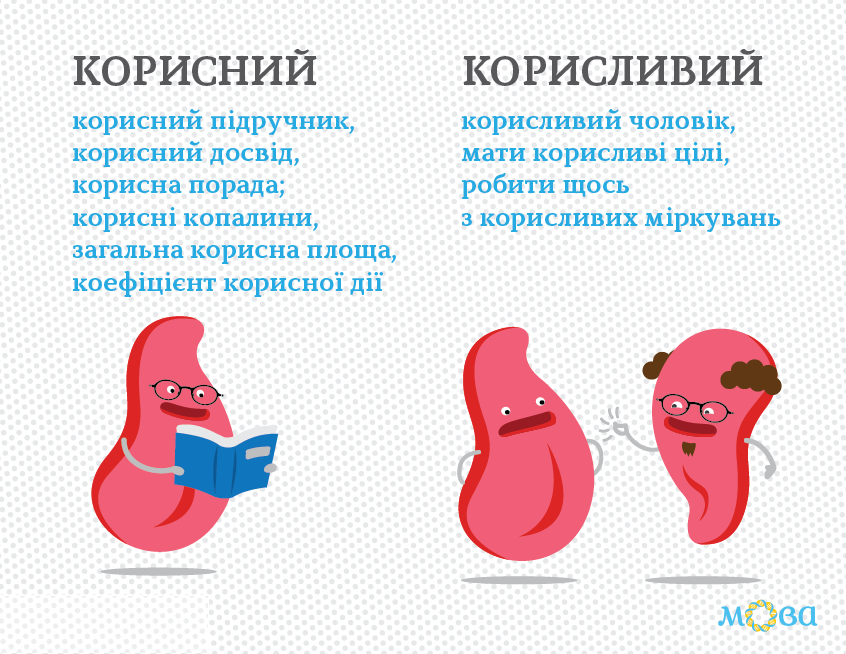 КОРИСНИЙ
корисний підручник,
корисний досвід,
корисна порада;
корисні копалини,
загальна корисна площа,
коефіцієнт корисної дії
КОРИСЛИВИЙ
корисливий чоловік,
мати корисливі цілі,
робити щось
з корисливих міркувань
мова